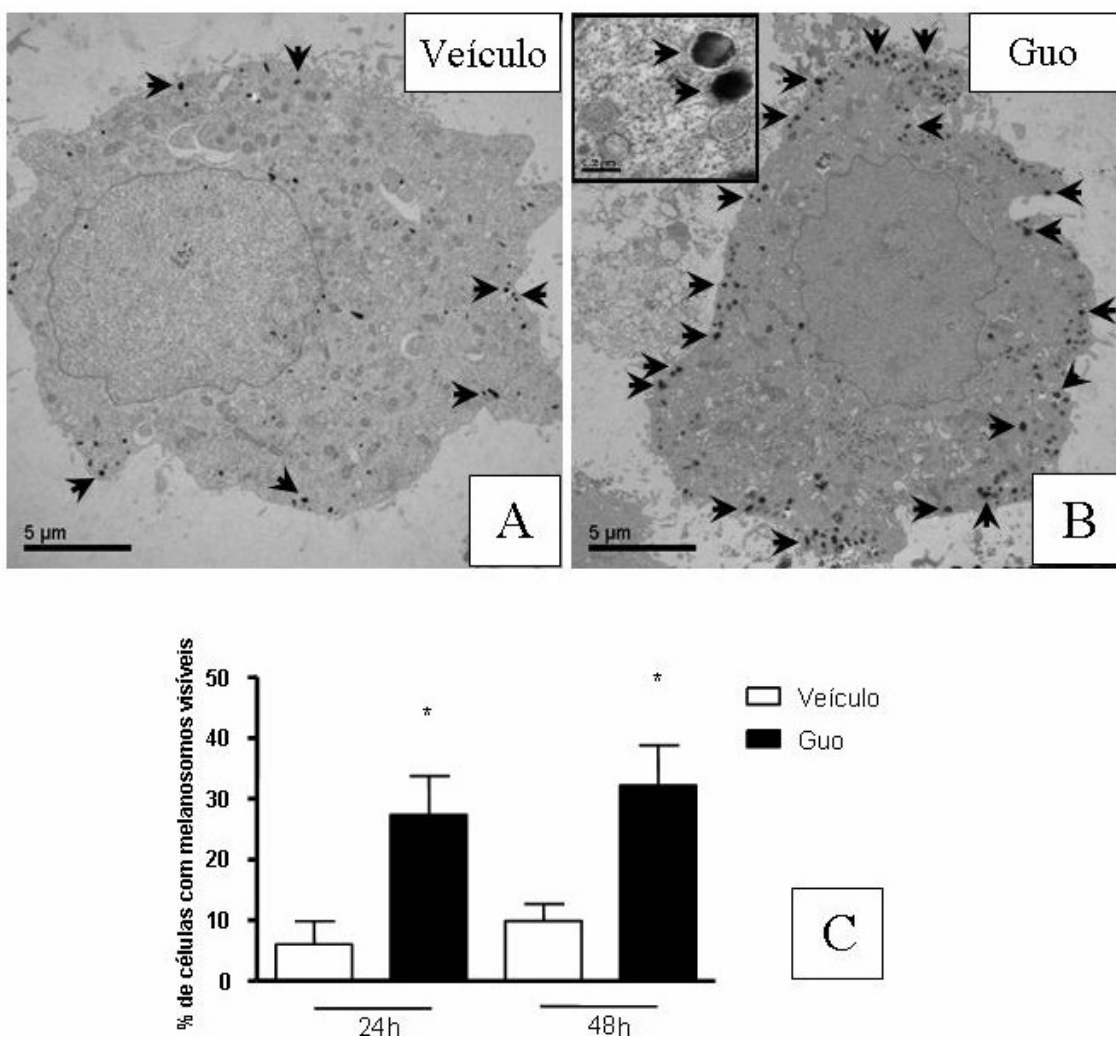 Veículo
Guo
5 µm
A
5 µm
B
% de células com melanosomos visíveis
50
40
30
20
10
0
*
*
Veículo
Guo
24h
48h
C